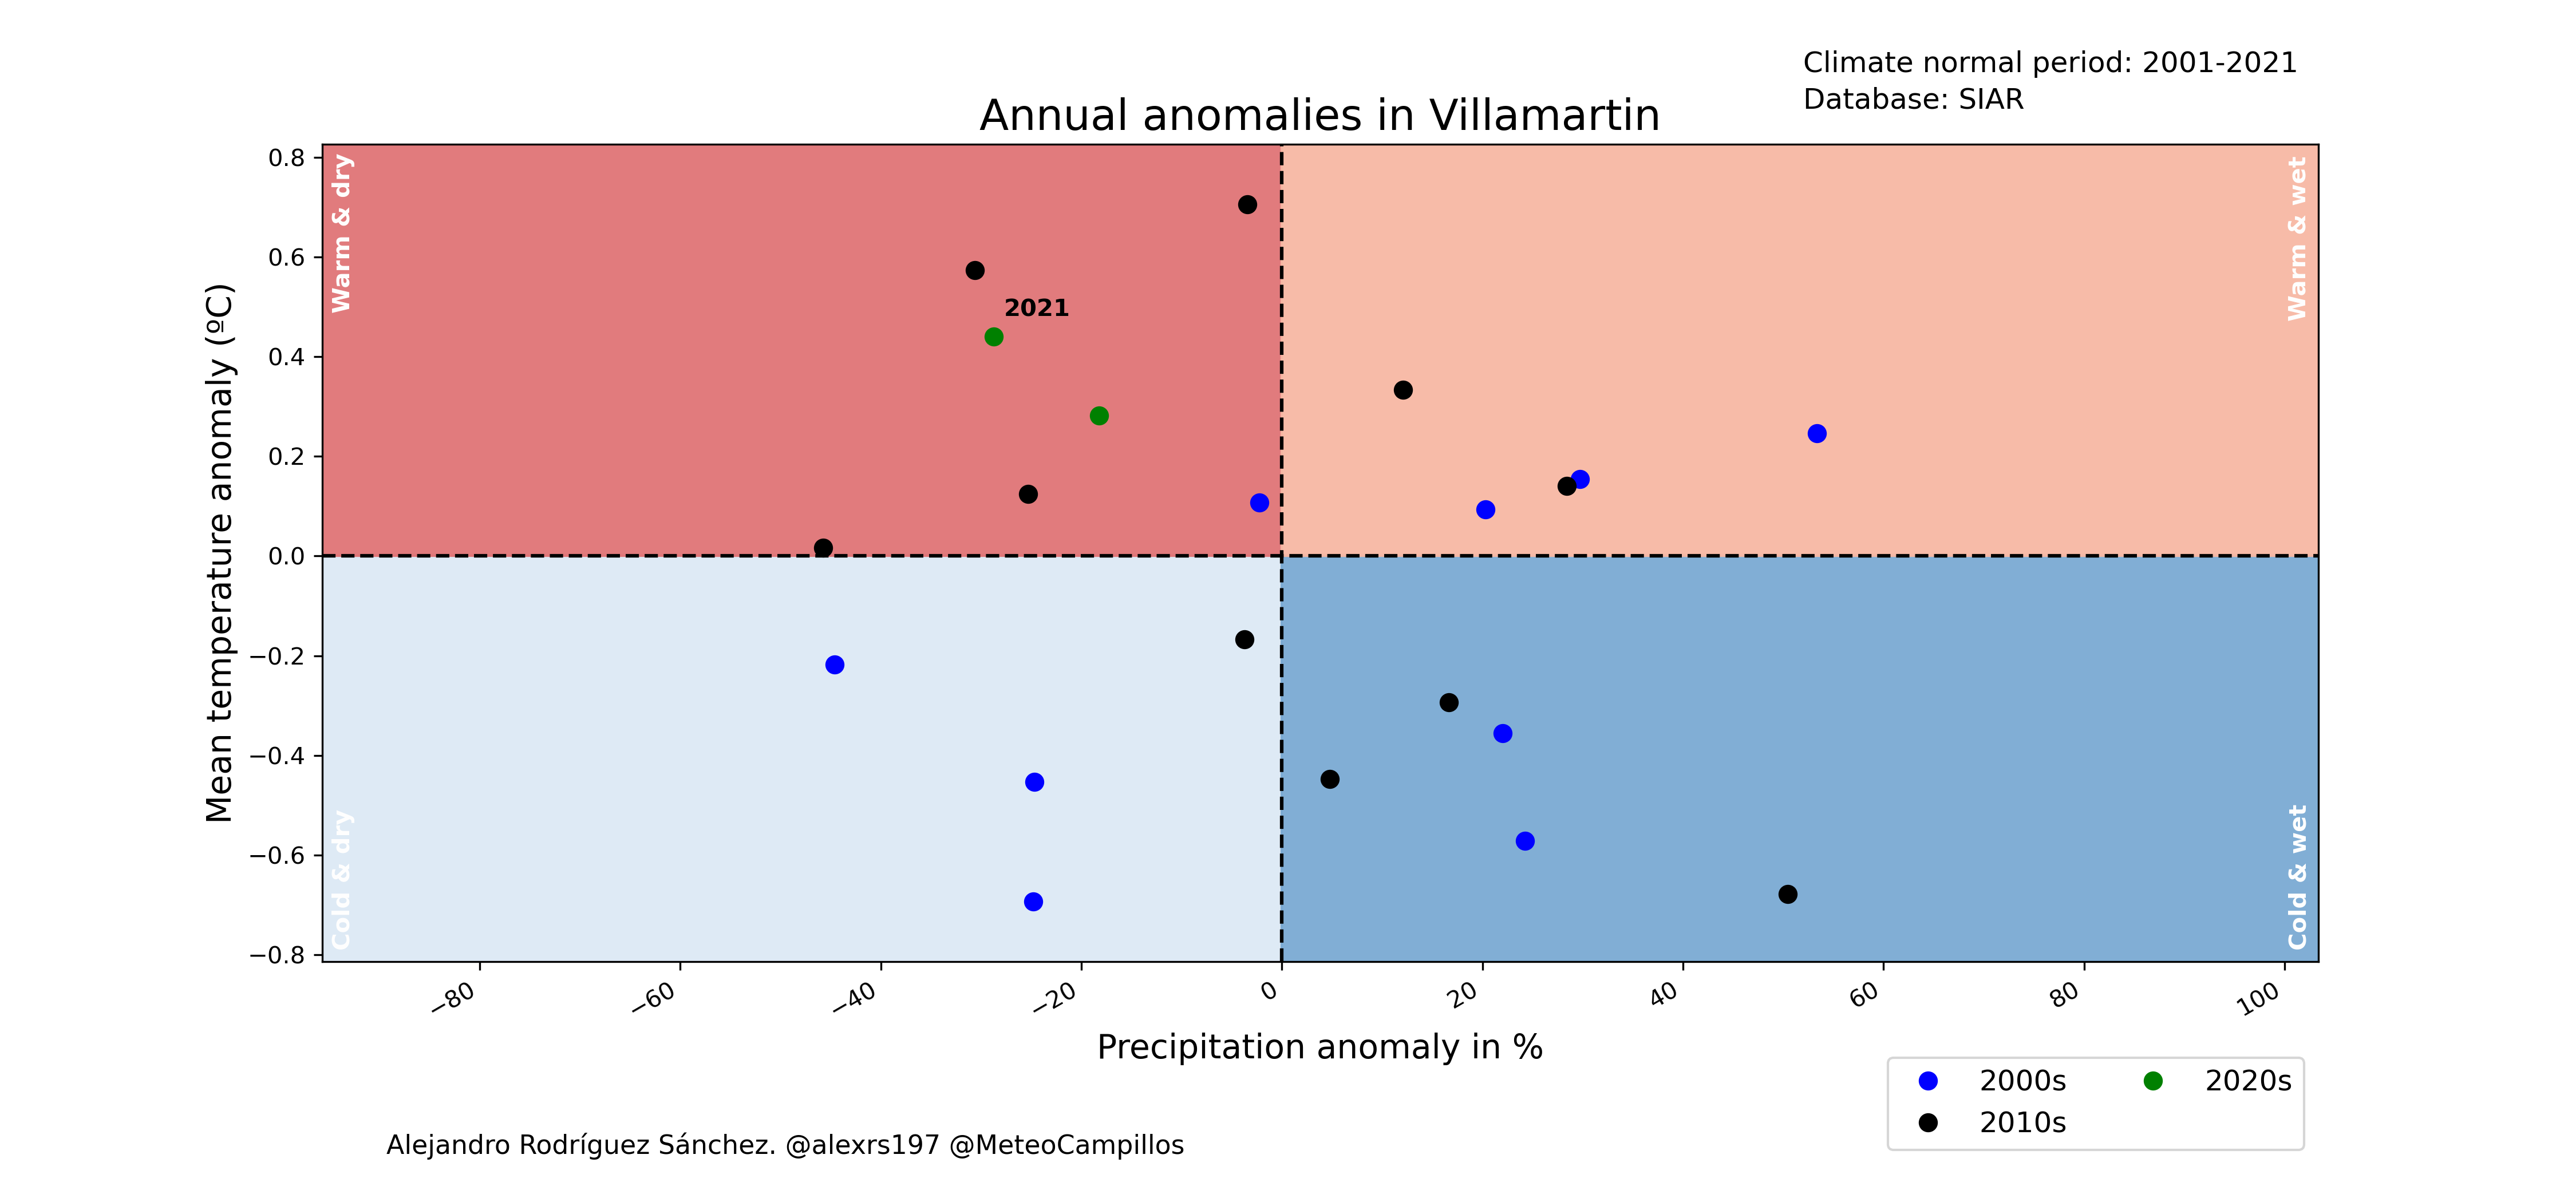 Climate normal period: 2001-2021
Database: SIAR
Annual anomalies in Villamartin
Warm & dry
Warm & wet
Cold & dry
Cold & wet
2021
Mean temperature anomaly (ºC)
0.8
0.6
0.4
0.2
0.0
−0.2
−0.4
−0.6
−0.8
−80 −60 −40 −20 0 20 40 60 80 100
Precipitation anomaly in %
2000s 2020s
2010s
Alejandro Rodríguez Sánchez. @alexrs197 @MeteoCampillos